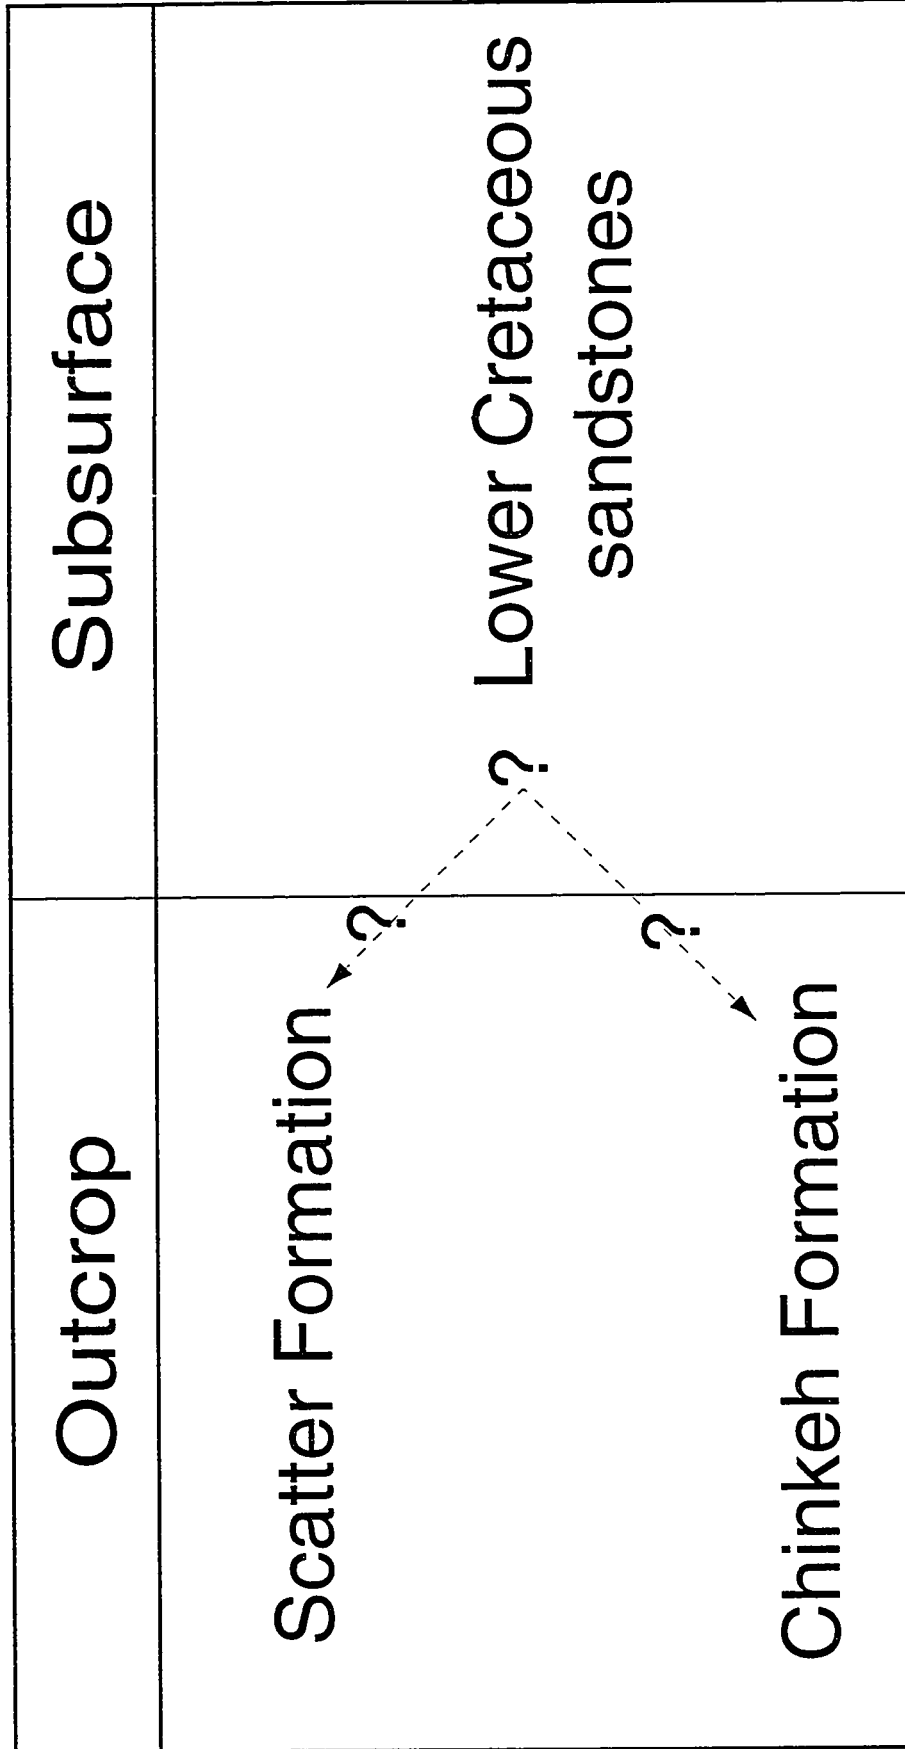 Outcrop
Subsurface
Scatter Formation
?
? Lower Cretaceous
sandstones
?
Chinkeh Formation